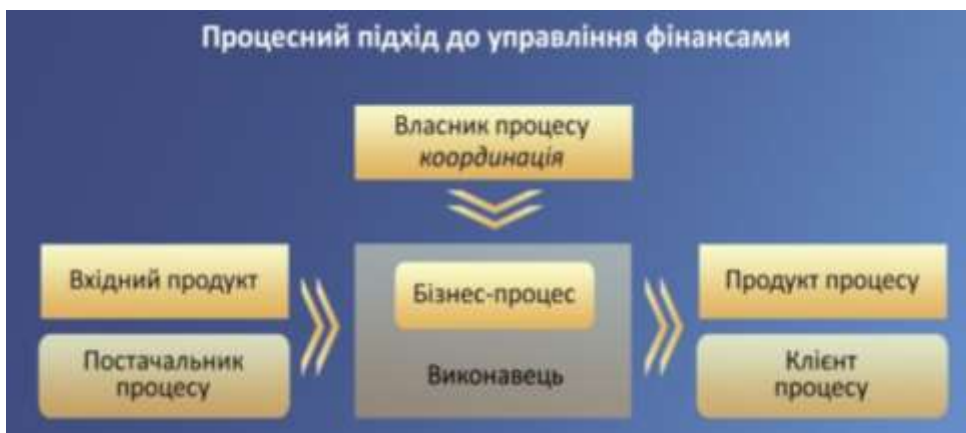 Процесний підхід до управління фінансами
Власник процесу
координація
Вхідний продукт
Постачальник
процесу
Бізнес-процес
Виконавець
Продукт процесу
Клієнт
процесу